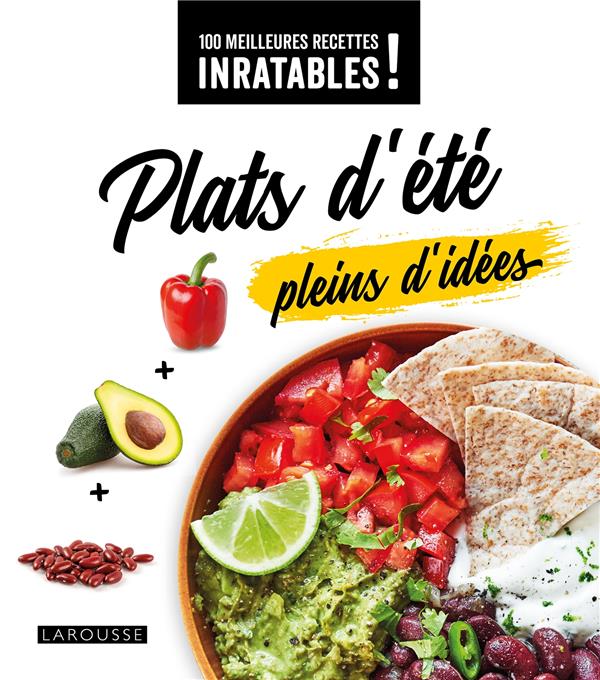 100 MEILLEURES RECETTES
INRATABLES !
Plats d'été
pleins d'idées
+
+
LAROUSSE